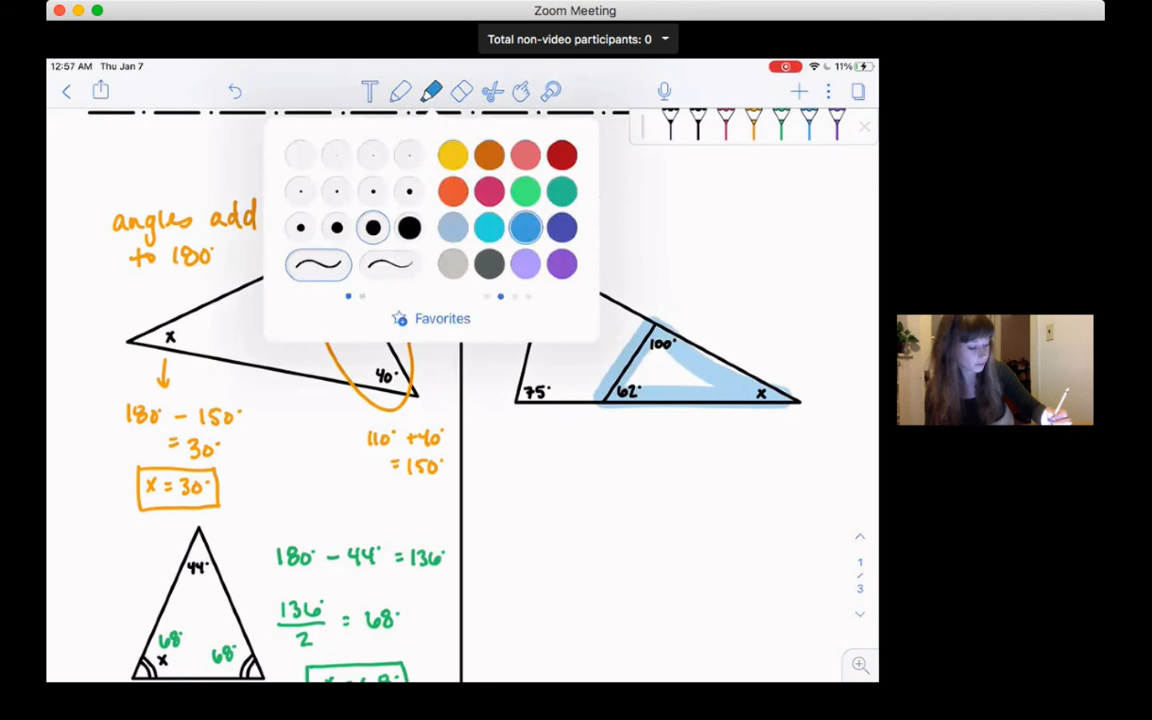 Zoom Meeting
Total non-video participants: 0
12:57 AM Thu Jan 7
11%
T
angles add
to 180°
Favorites
x
40°
180° - 150°
= 30°
x = 30°
110° + 40°
= 150°
100°
75°
62°
x
44°
68°
x
68°
180° - 44° = 136°
136°
2
= 68°
1
/
3